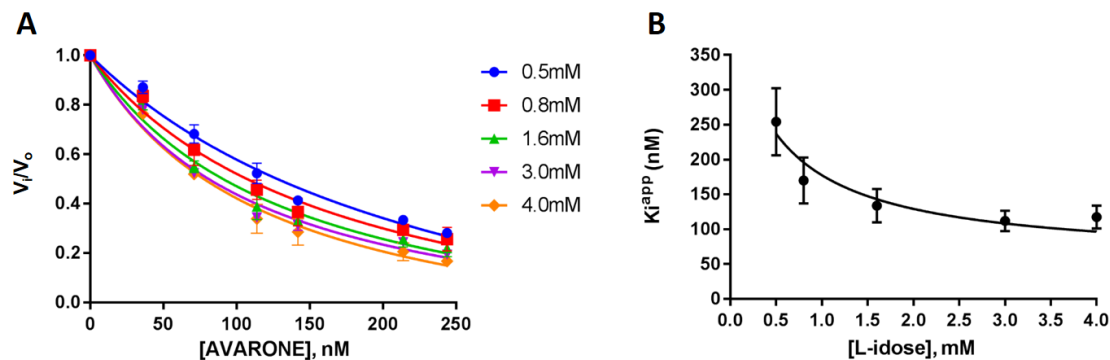 A
1.0
0.8
0.6
0.4
0.2
0.0
Vi/Vo
0 50 100 150 200 250
[AVARONE], nM
0.5mM
0.8mM
1.6mM
3.0mM
4.0mM
B
350
300
250
200
150
100
50
0
Ki^app (nM)
0.0 0.5 1.0 1.5 2.0 2.5 3.0 3.5 4.0
[L-idose], mM